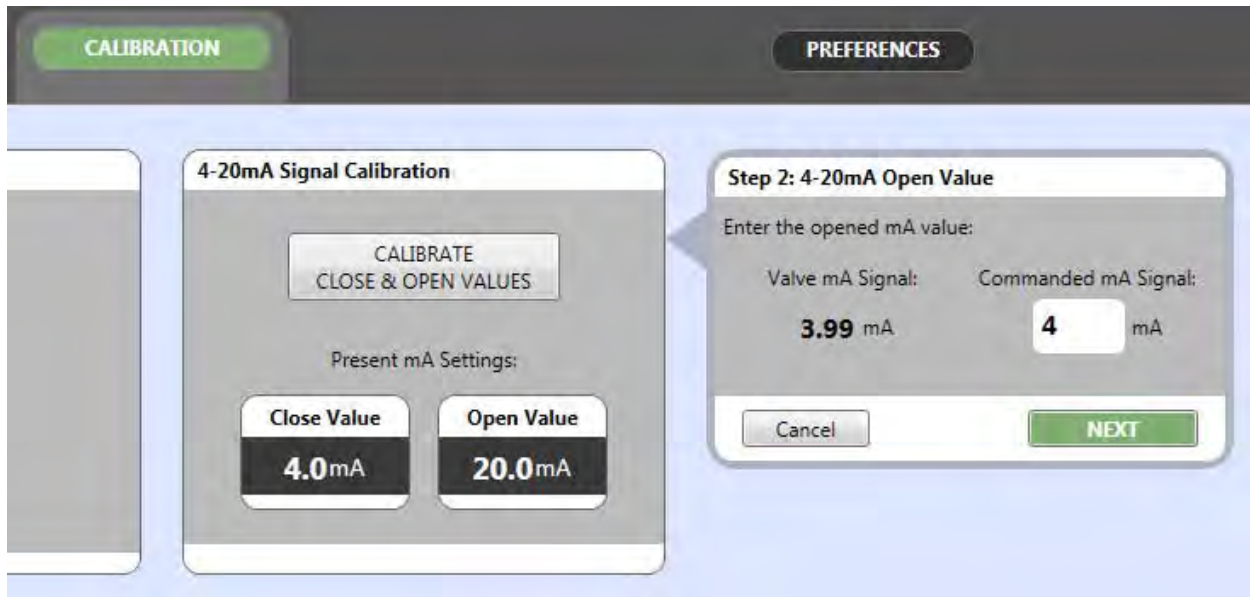 CALIBRATION
PREFERENCES
4-20mA Signal Calibration
CALIBRATE
CLOSE & OPEN VALUES
Present mA Settings:
Close Value
Open Value
4.0mA
20.0mA
Step 2: 4-20mA Open Value
Enter the opened mA value:
Valve mA Signal:
Commanded mA Signal:
3.99 mA
4 mA
Cancel
NEXT